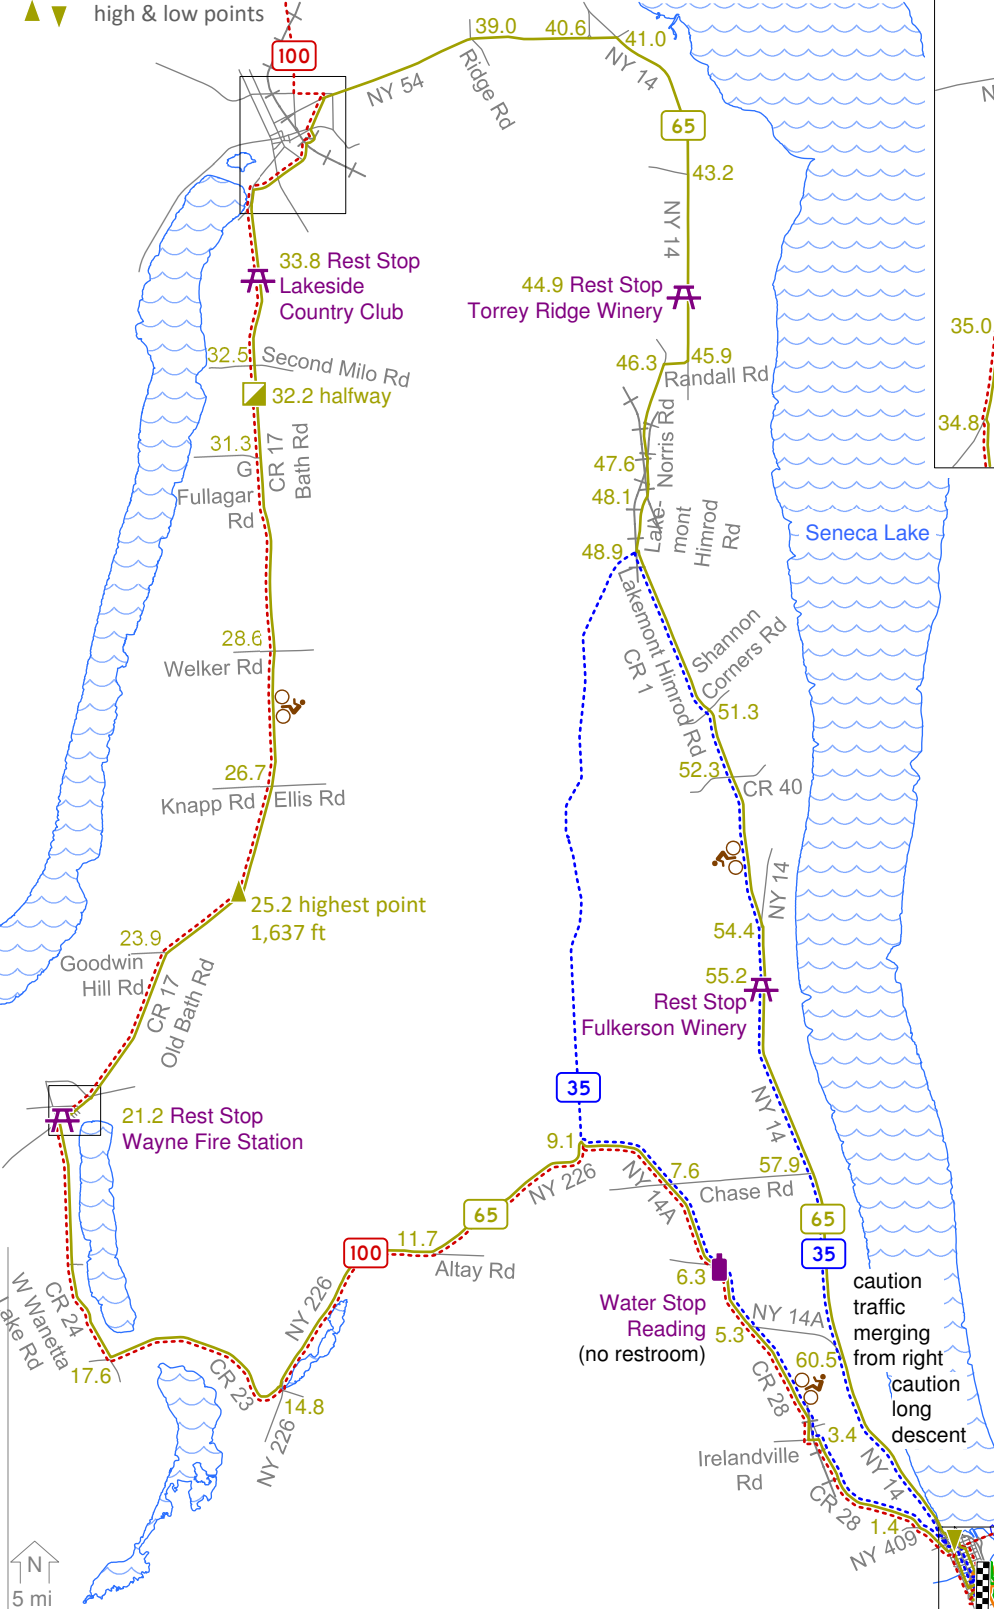 high & low points
100
39.0
40.6
41.0
NY 54
Ridge Rd
NY 14
65
43.2
NY 14
33.8 Rest Stop
Lakeside
Country Club
44.9 Rest Stop
Torrey Ridge Winery
35.0
34.8
32.5
Second Milo Rd
32.2 halfway
46.3
45.9
Randall Rd
31.3
G
Fullagar
Rd
CR 17
Bath Rd
Norris Rd
47.6
48.1
Lake-
mont
Himrod
Rd
Seneca Lake
48.9
Lakemont Himrod Rd
CR 1
Shannon
Corners Rd
28.6
Welker Rd
51.3
52.3
CR 40
26.7
Knapp Rd
Ellis Rd
NY 14
25.2 highest point
1,637 ft
23.9
Goodwin
Hill Rd
CR 17
Old Bath Rd
54.4
55.2
Rest Stop
Fulkerson Winery
35
21.2 Rest Stop
Wayne Fire Station
NY 14
9.1
NY 226
NY 14A
7.6
57.9
Chase Rd
65
65
35
11.7
100
Altay Rd
6.3
Water Stop
Reading
(no restroom)
NY 14A
5.3
caution
traffic
merging
from right
60.5
caution
long
descent
CR 24
W Wanetta
Lake Rd
17.6
CR 23
NY 226
14.8
NY 226
CR 28
3.4
Irelandville
Rd
NY 14
CR 28
1.4
NY 409
N
5 mi
N